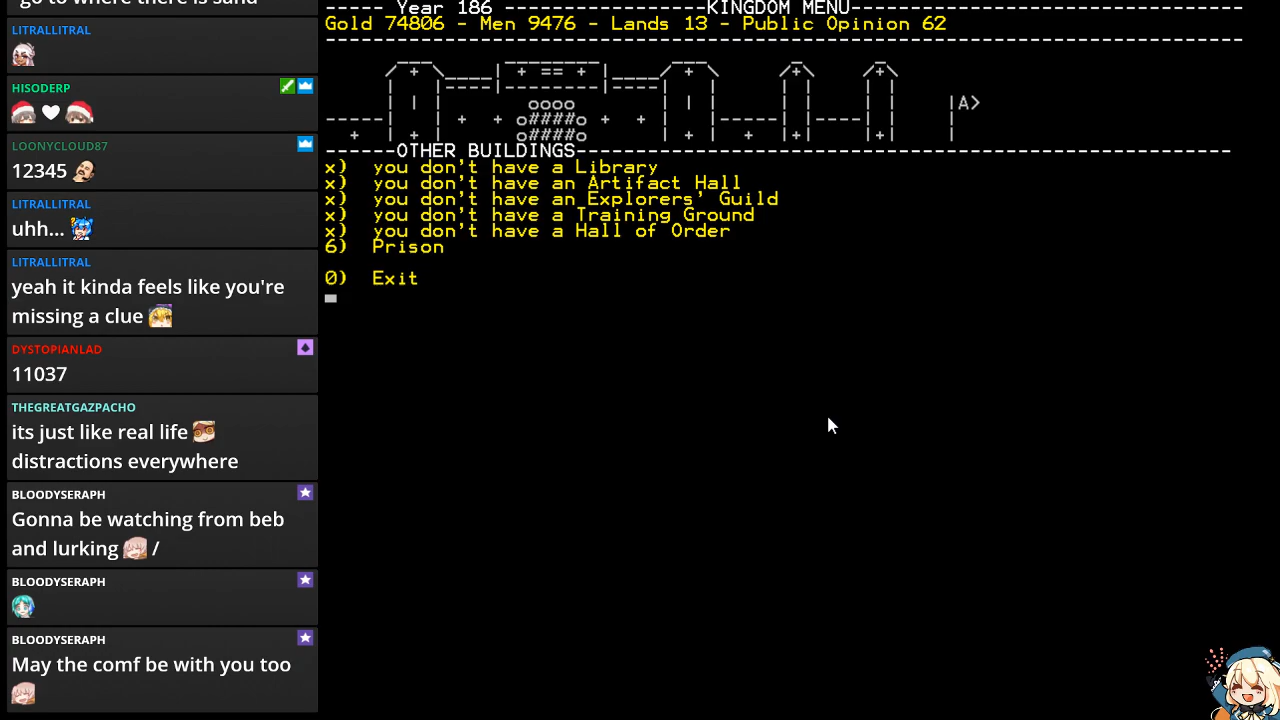 go to where there is sand
LITRALLITRAL
HISODERP
LOONYCLOUD87
12345
LITRALLITRAL
uhh...
LITRALLITRAL
yeah it kinda feels like you're
missing a clue
DYSTOPIANLAD
11037
THEGREATGAZPACHO
its just like real life
distractions everywhere
BLOODYSERAPH
Gonna be watching from beb
and lurking /
BLOODYSERAPH
BLOODYSERAPH
May the comf be with you too
Year 186 KINGDOM MENU
Gold 74806 - Men 9476 - Lands 13 - Public Opinion 62
|A>
OTHER BUILDINGS
x) you don't have a Library
x) you don't have an Artifact Hall
x) you don't have an Explorers' Guild
x) you don't have a Training Ground
x) you don't have a Hall of Order
6) Prison
0) Exit